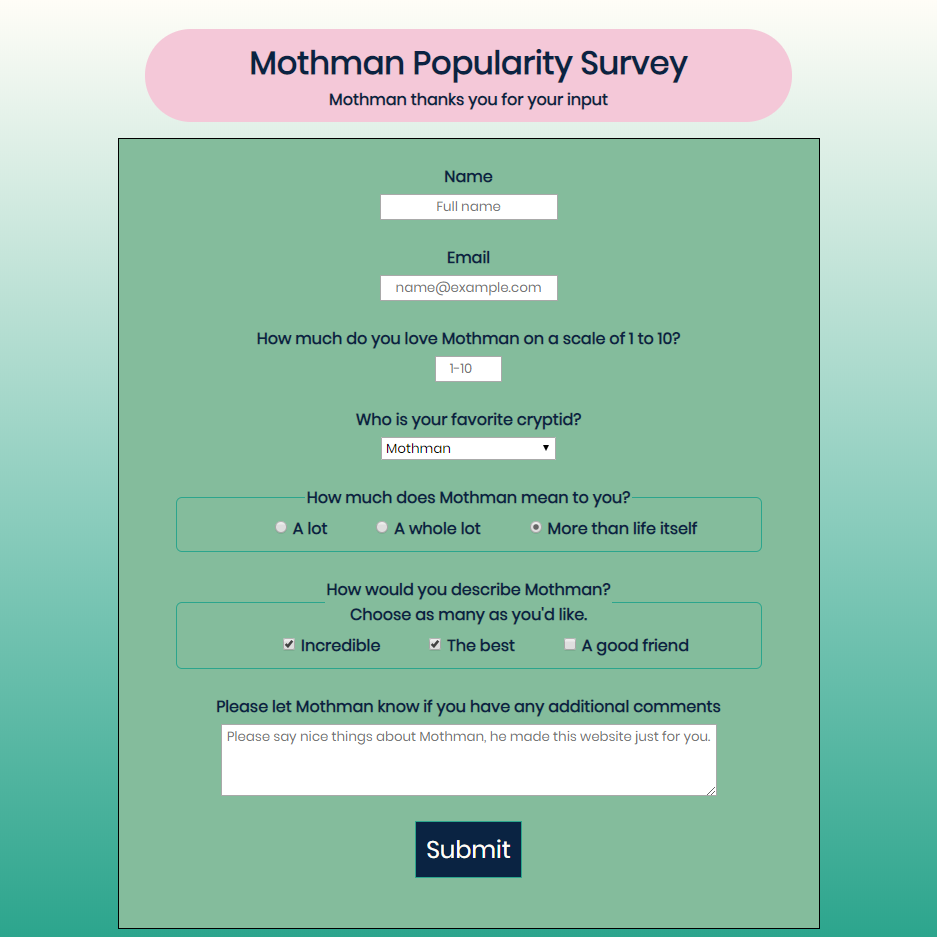 Mothman Popularity Survey
Mothman thanks you for your input
Name
Full name
Email
name@example.com
How much do you love Mothman on a scale of 1 to 10?
1-10
Who is your favorite cryptid?
Mothman
How much does Mothman mean to you?
A lot A whole lot More than life itself
How would you describe Mothman?
Choose as many as you'd like.
Incredible The best A good friend
Please let Mothman know if you have any additional comments
Please say nice things about Mothman, he made this website just for you.
Submit